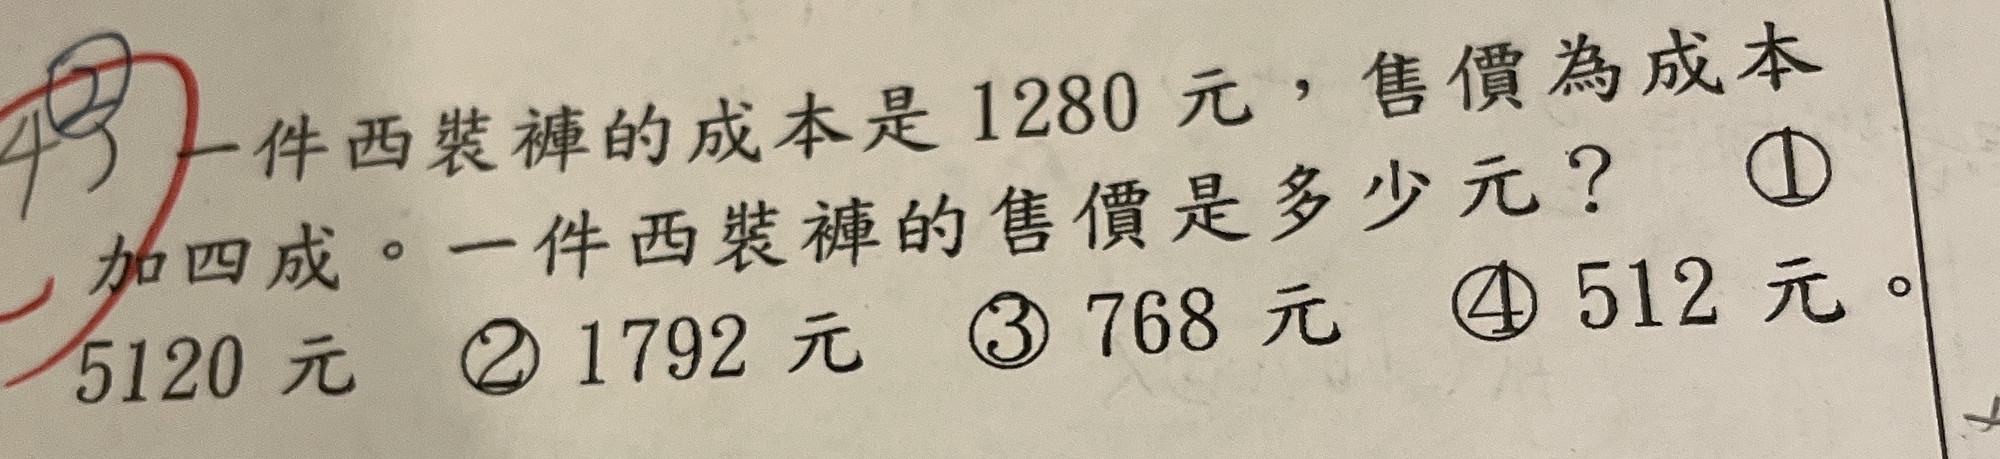 ②
一件西裝褲的成本是 1280 元，售價為成本
加四成。一件西裝褲的售價是多少元？ ①
5120 元 ② 1792 元 ③ 768 元 ④ 512 元。